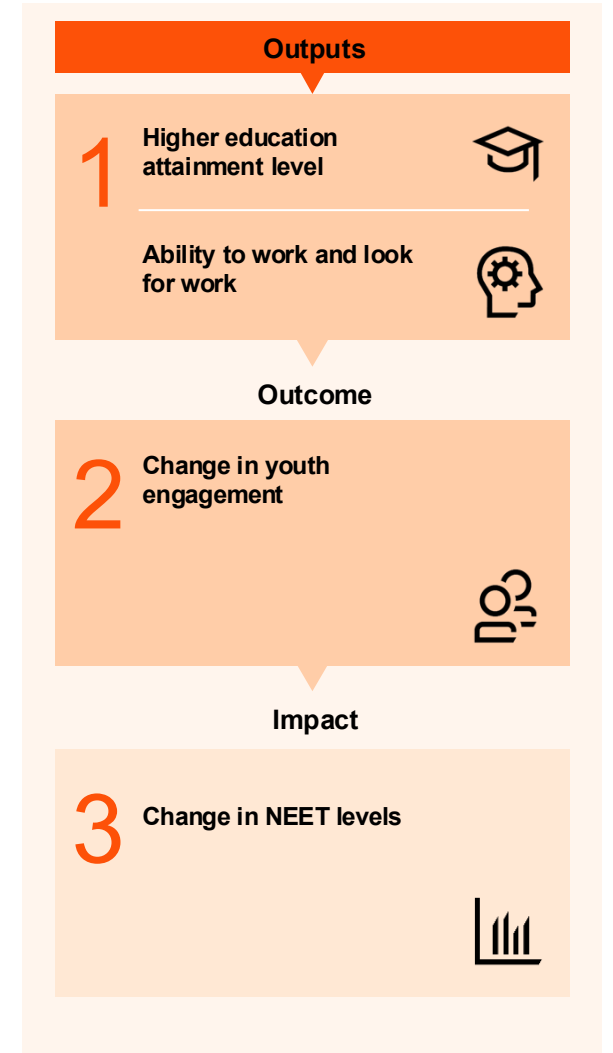 Outputs
1
Higher education
attainment level
Ability to work and look
for work
Outcome
2
Change in youth
engagement
Impact
3
Change in NEET levels